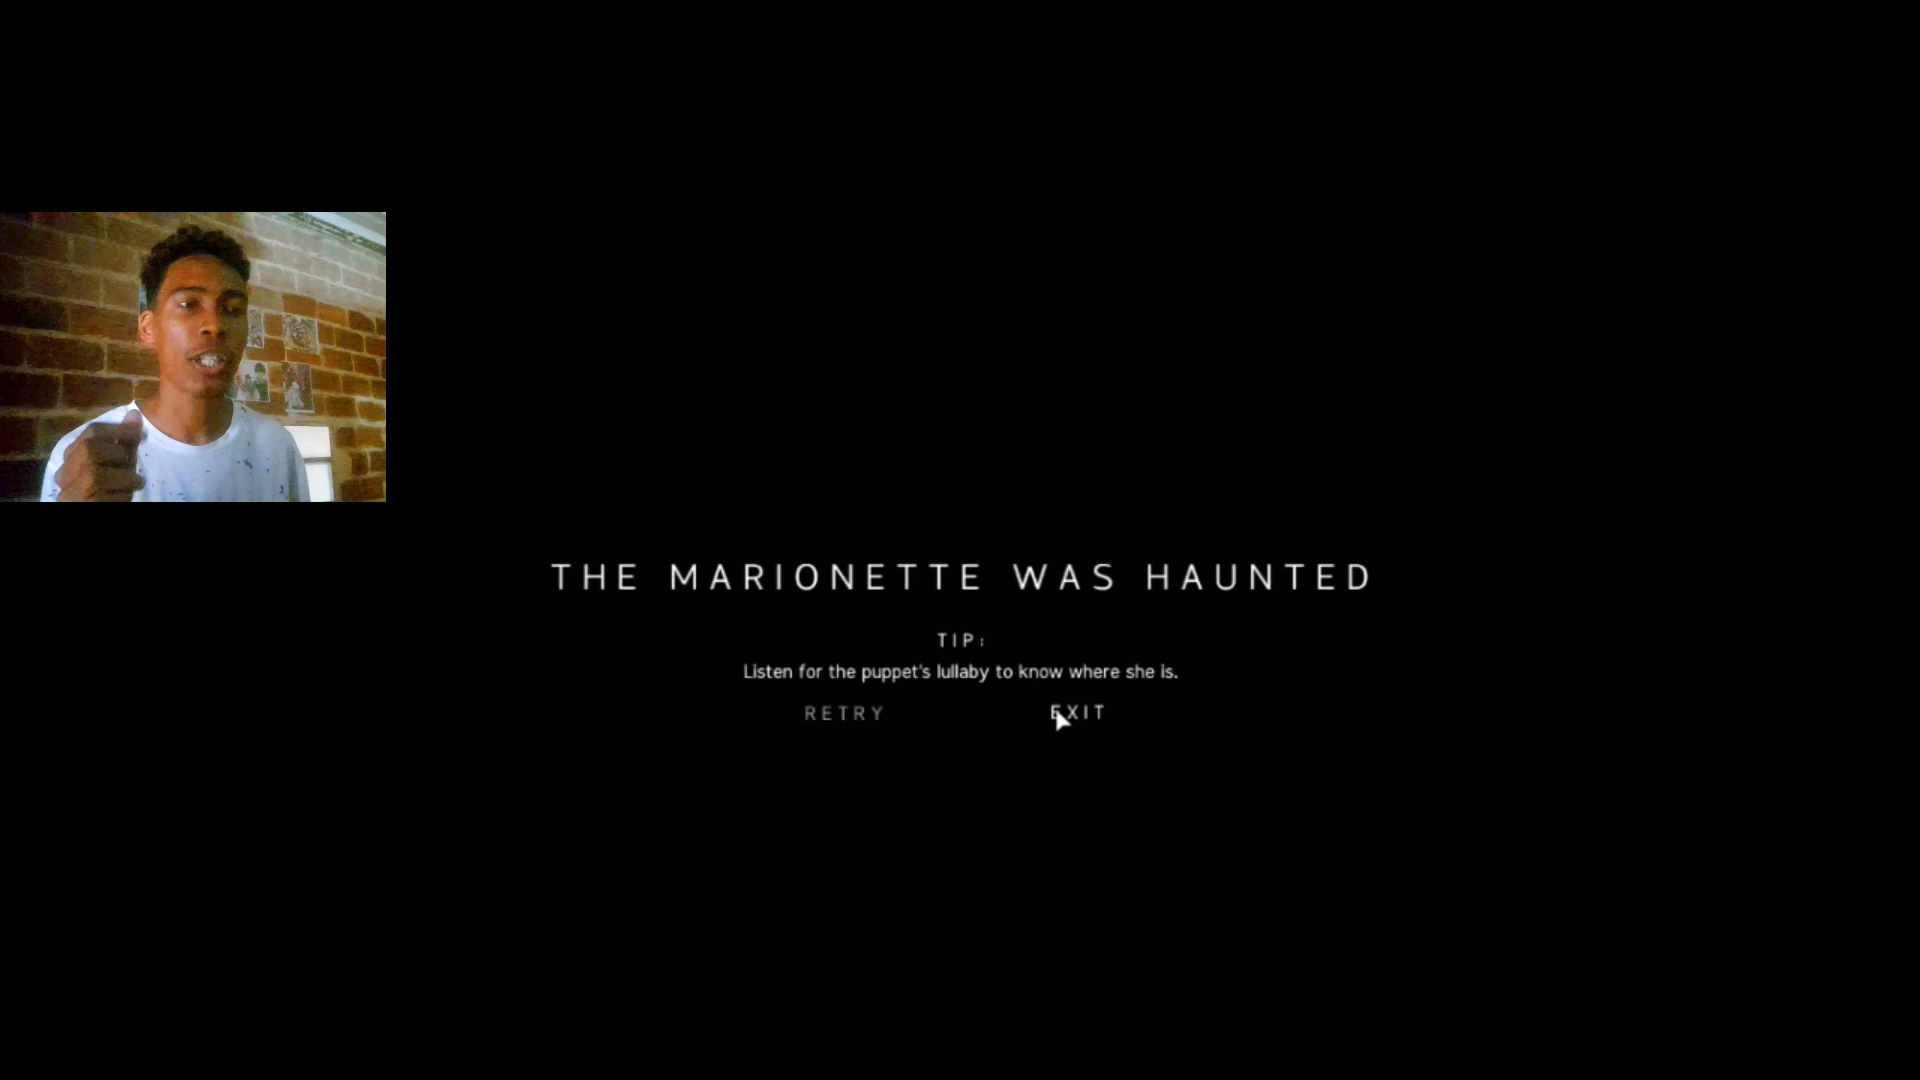 THE MARIONETTE WAS HAUNTED
TIP:
Listen for the puppet's lullaby to know where she is.
RETRY EXIT